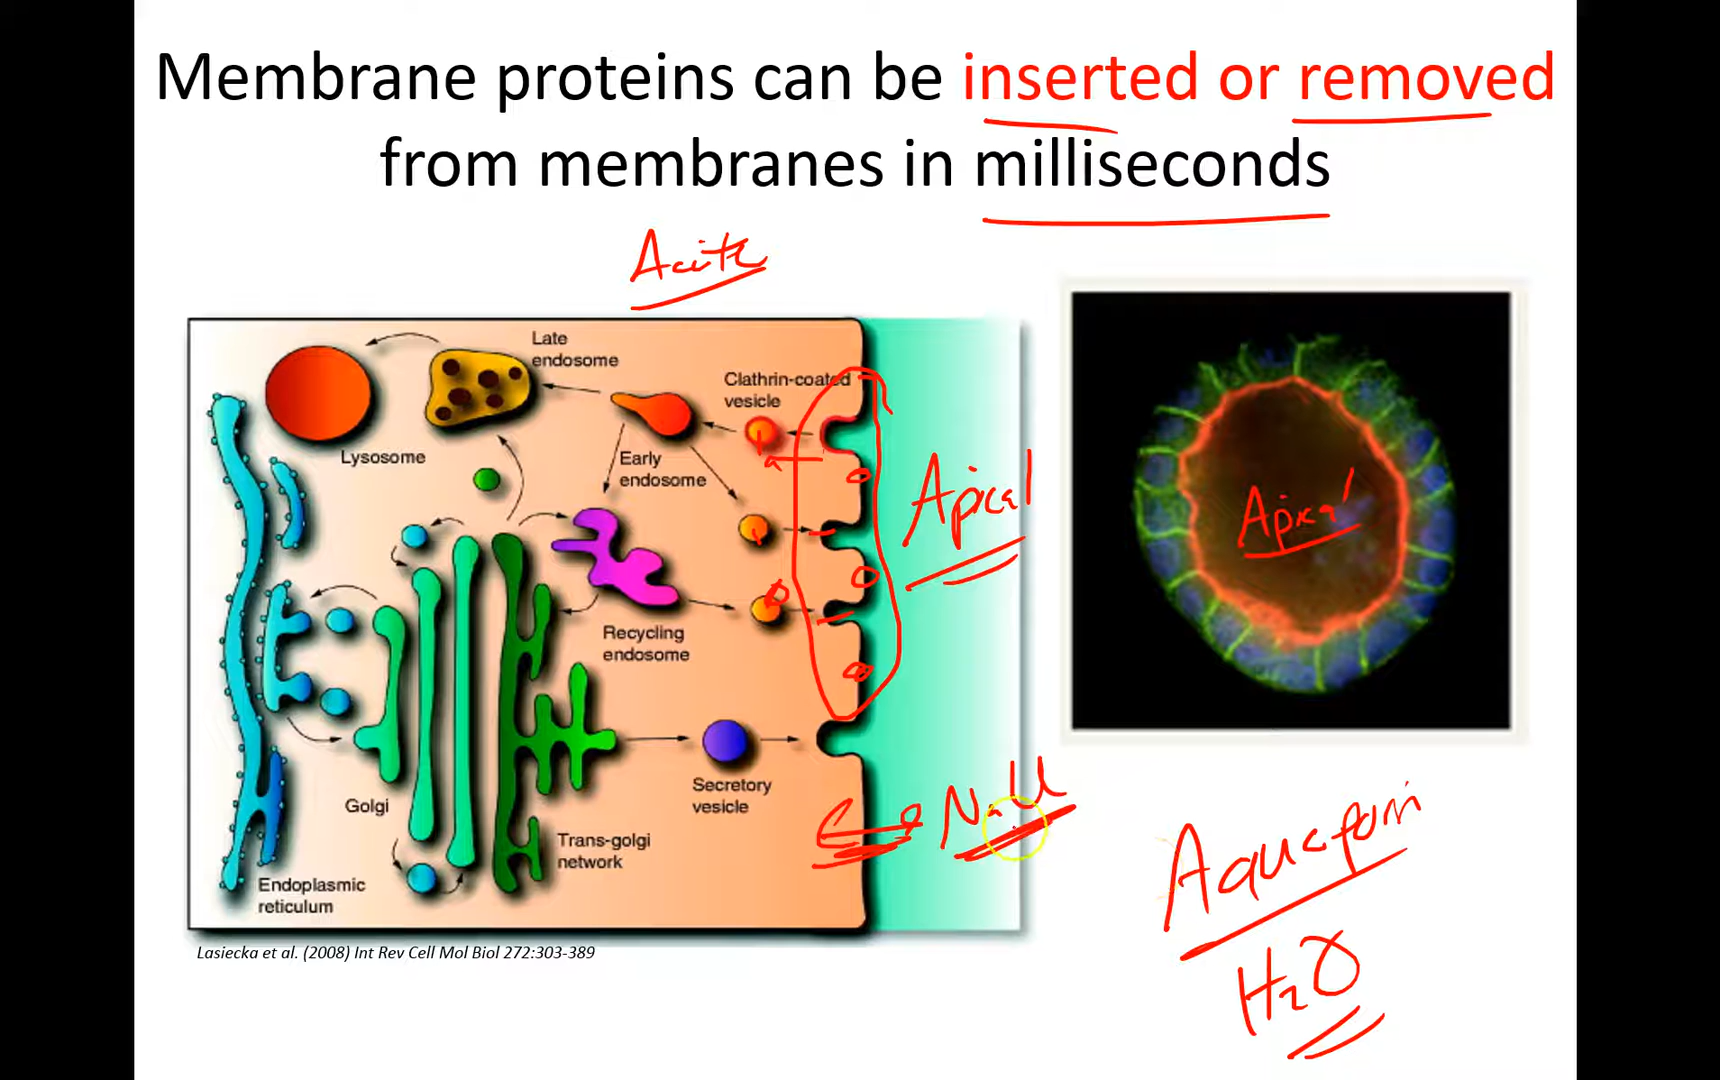 Membrane proteins can be inserted or removed
from membranes in milliseconds
Acute
Late
endosome
Clathrin-coated
vesicle
Lysosome
Early
endosome
Apical
Apical
Recycling
endosome
Secretory
vesicle
Golgi
NaCl
Trans-golgi
network
Aquaporin
Endoplasmic
reticulum
H2O
Lasiecka et al. (2008) Int Rev Cell Mol Biol 272:303-389